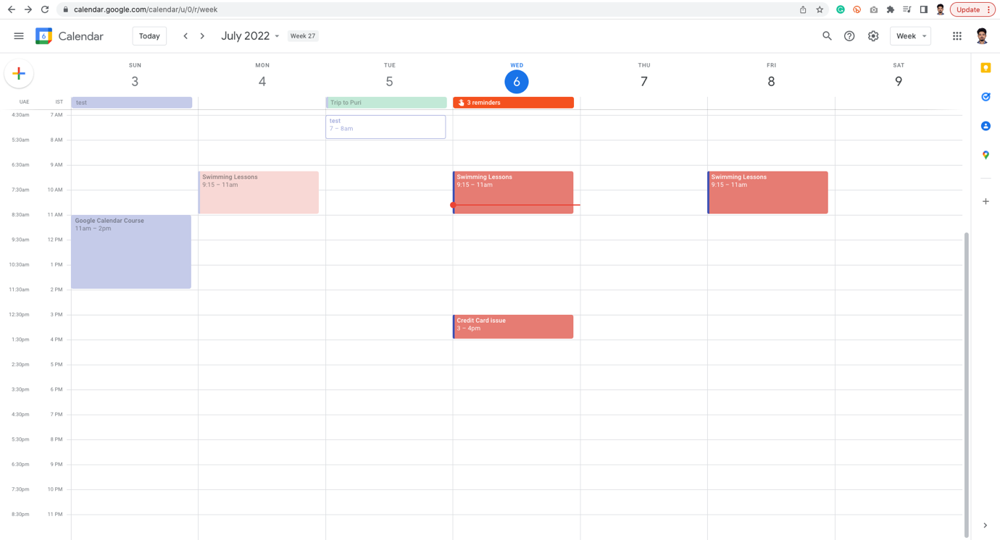 calendar.google.com/calendar/u/0/r/week
Update
6
Calendar
Today
July 2022
Week 27
Week
SUN
3
MON
4
TUE
5
WED
6
THU
7
FRI
8
SAT
9
UAE
IST
test
Trip to Puri
3 reminders
4:30am 7 AM
5:30am 8 AM
6:30am 9 AM
7:30am 10 AM
8:30am 11 AM
9:30am 12 PM
10:30am 1 PM
11:30am 2 PM
12:30pm 3 PM
1:30pm 4 PM
2:30pm 5 PM
3:30pm 6 PM
4:30pm 7 PM
5:30pm 8 PM
6:30pm 9 PM
7:30pm 10 PM
8:30pm 11 PM
Google Calendar Course
11am – 2pm
Swimming Lessons
9:15 – 11am
test
7 – 8am
Swimming Lessons
9:15 – 11am
Credit Card issue
3 – 4pm
Swimming Lessons
9:15 – 11am